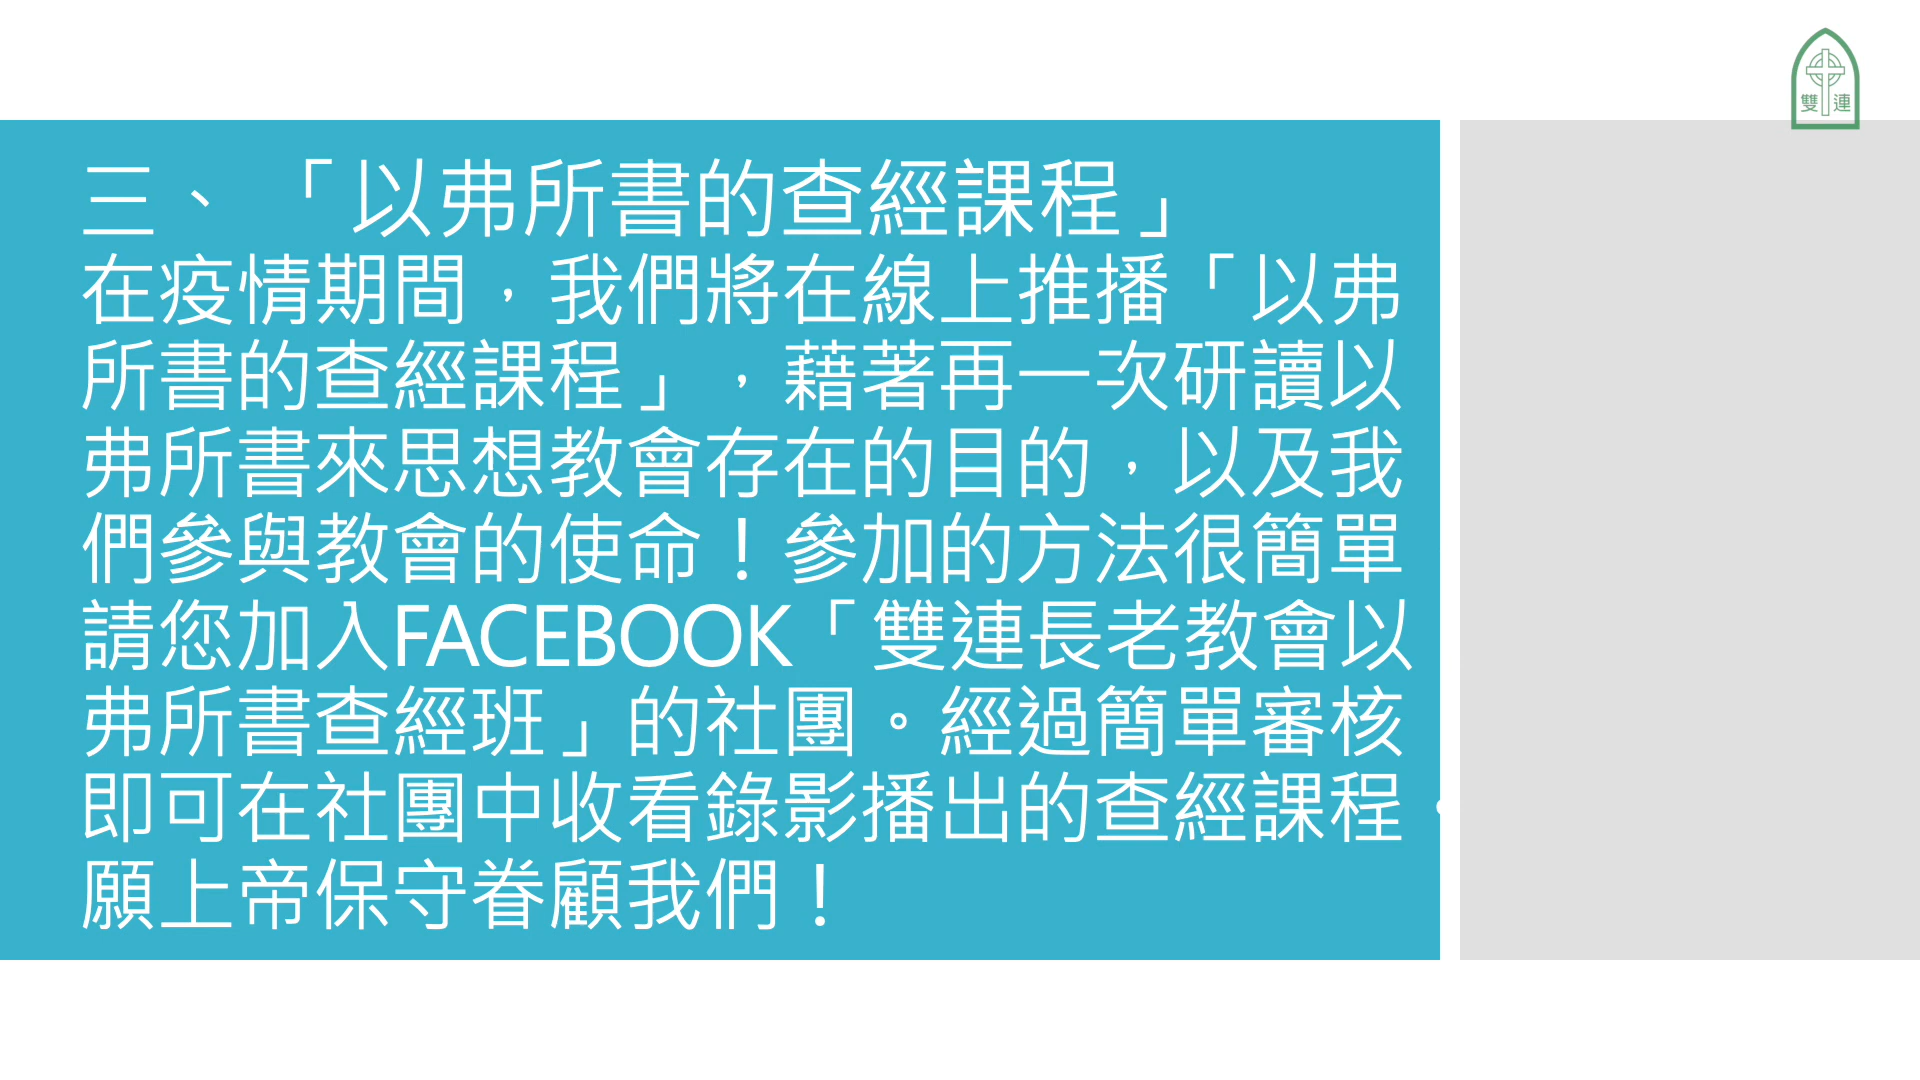 雙 連
三、 「以弗所書的查經課程」
在疫情期間，我們將在線上推播「以弗
所書的查經課程」，藉著再一次研讀以
弗所書來思想教會存在的目的，以及我
們參與教會的使命！參加的方法很簡單
請您加入FACEBOOK「雙連長老教會以
弗所書查經班」的社團。經過簡單審核
即可在社團中收看錄影播出的查經課程。
願上帝保守眷顧我們！